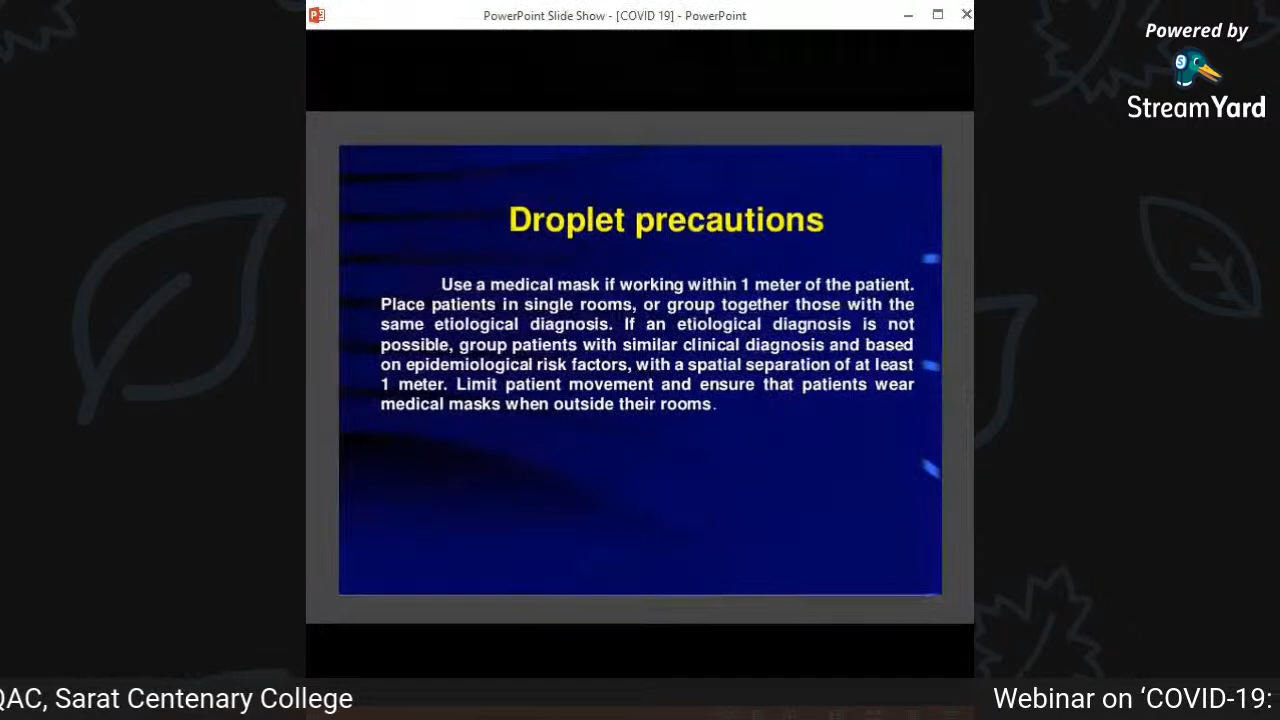 PowerPoint Slide Show - [COVID 19] - PowerPoint
Powered by
StreamYard
Droplet precautions
Use a medical mask if working within 1 meter of the patient.
Place patients in single rooms, or group together those with the
same etiological diagnosis. If an etiological diagnosis is not
possible, group patients with similar clinical diagnosis and based
on epidemiological risk factors, with a spatial separation of at least
1 meter. Limit patient movement and ensure that patients wear
medical masks when outside their rooms.
QAC, Sarat Centenary College
Webinar on ‘COVID-19: